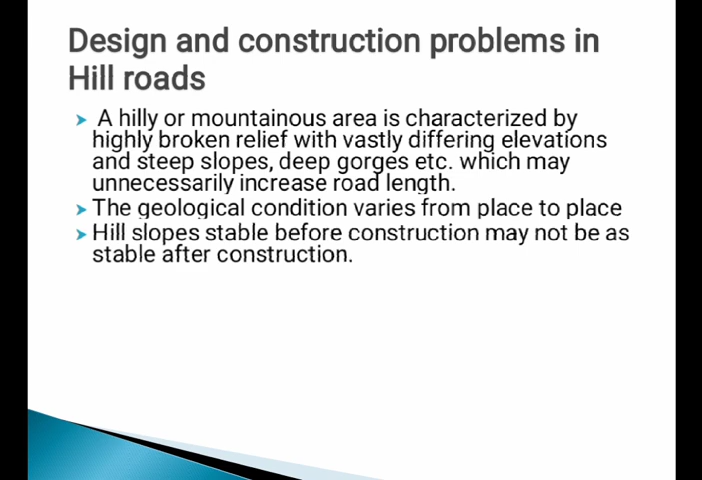 Design and construction problems in
Hill roads
➤ A hilly or mountainous area is characterized by
highly broken relief with vastly differing elevations
and steep slopes, deep gorges etc. which may
unnecessarily increase road length.
➤ The geological condition varies from place to place
➤ Hill slopes stable before construction may not be as
stable after construction.